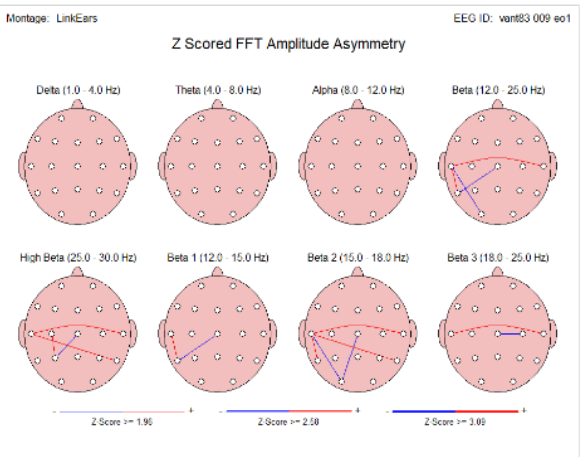 Montage: LinkEars EEG ID: vant83 009 eo1
Z Scored FFT Amplitude Asymmetry
Delta (1.0 - 4.0 Hz) Theta (4.0 - 8.0 Hz) Alpha (8.0 - 12.0 Hz) Beta (12.0 - 25.0 Hz)
High Beta (25.0 - 30.0 Hz) Beta 1 (12.0 - 15.0 Hz) Beta 2 (15.0 - 18.0 Hz) Beta 3 (18.0 - 25.0 Hz)
- + - + - +
Z-Score >= 1.96 Z-Score >= 2.58 Z-Score >= 3.09